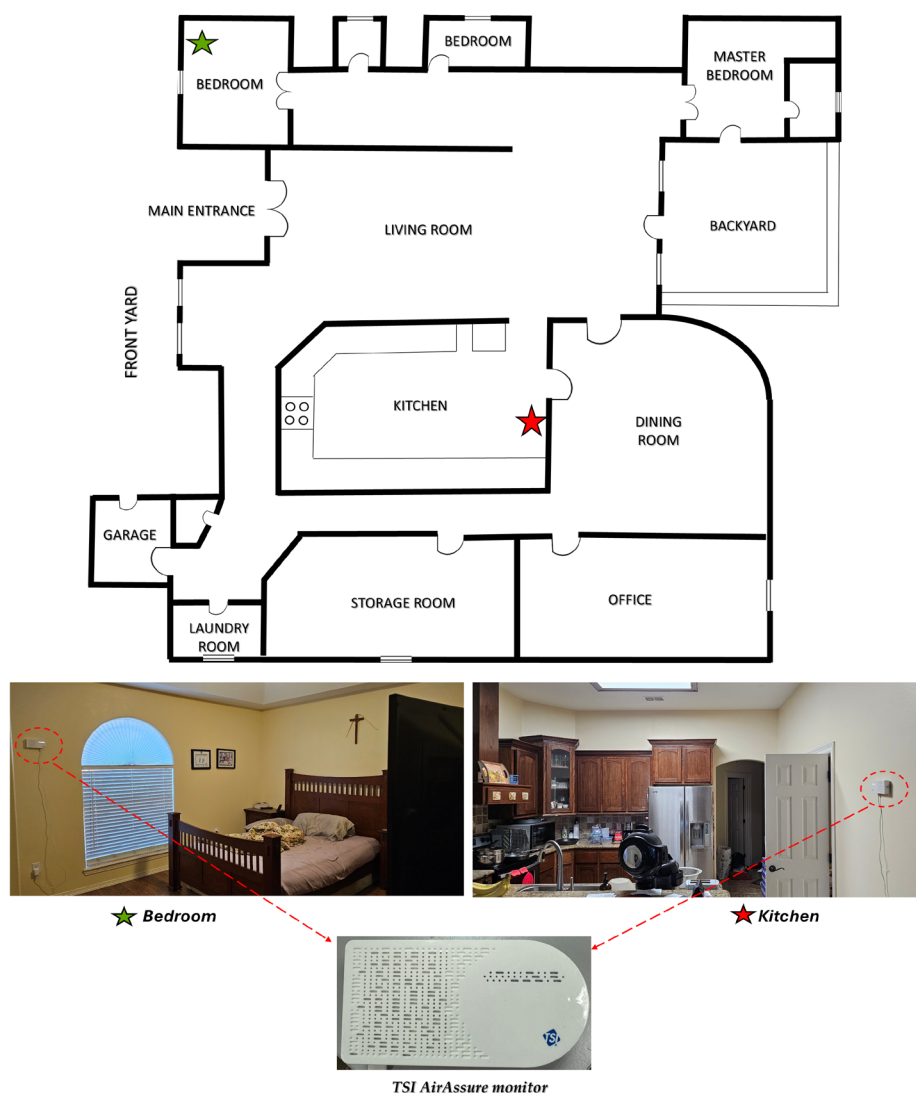 BEDROOM
MASTER
BEDROOM
BEDROOM
MAIN ENTRANCE
LIVING ROOM
BACKYARD
FRONT YARD
KITCHEN
DINING
ROOM
GARAGE
STORAGE ROOM
OFFICE
LAUNDRY
ROOM
Bedroom
Kitchen
TSI
TSI AirAssure monitor